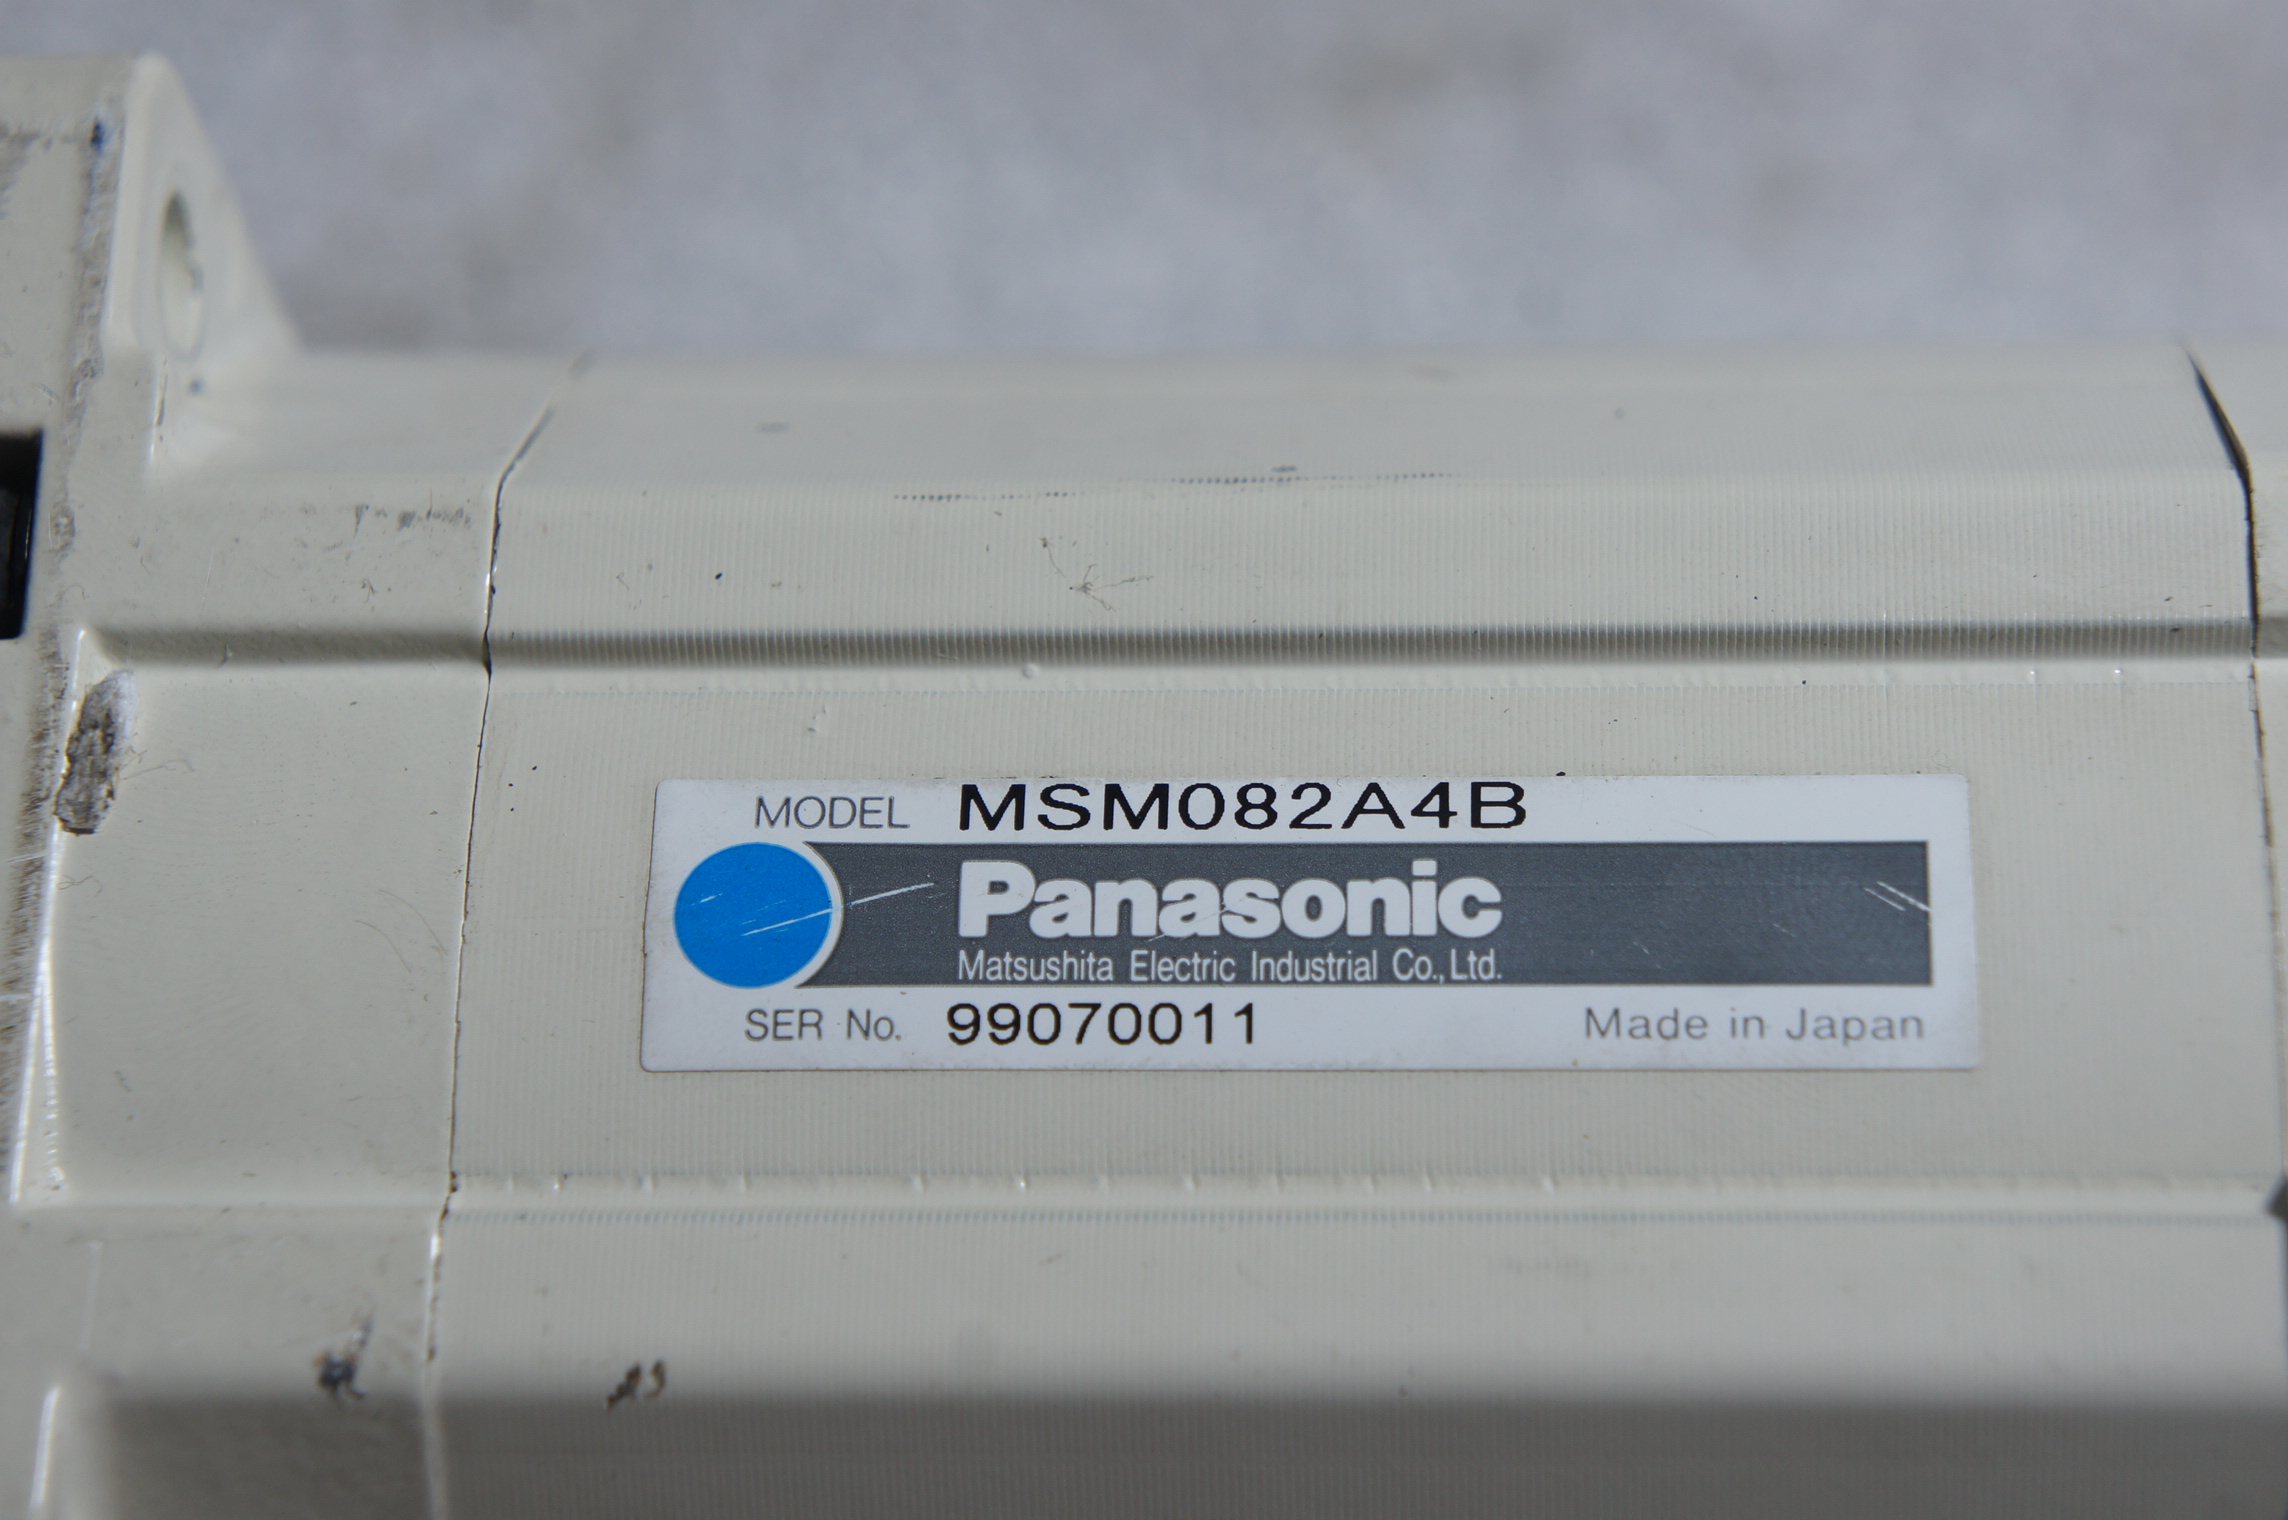 MODEL MSM082A4B
Panasonic
Matsushita Electric Industrial Co., Ltd.
SER No. 99070011 Made in Japan